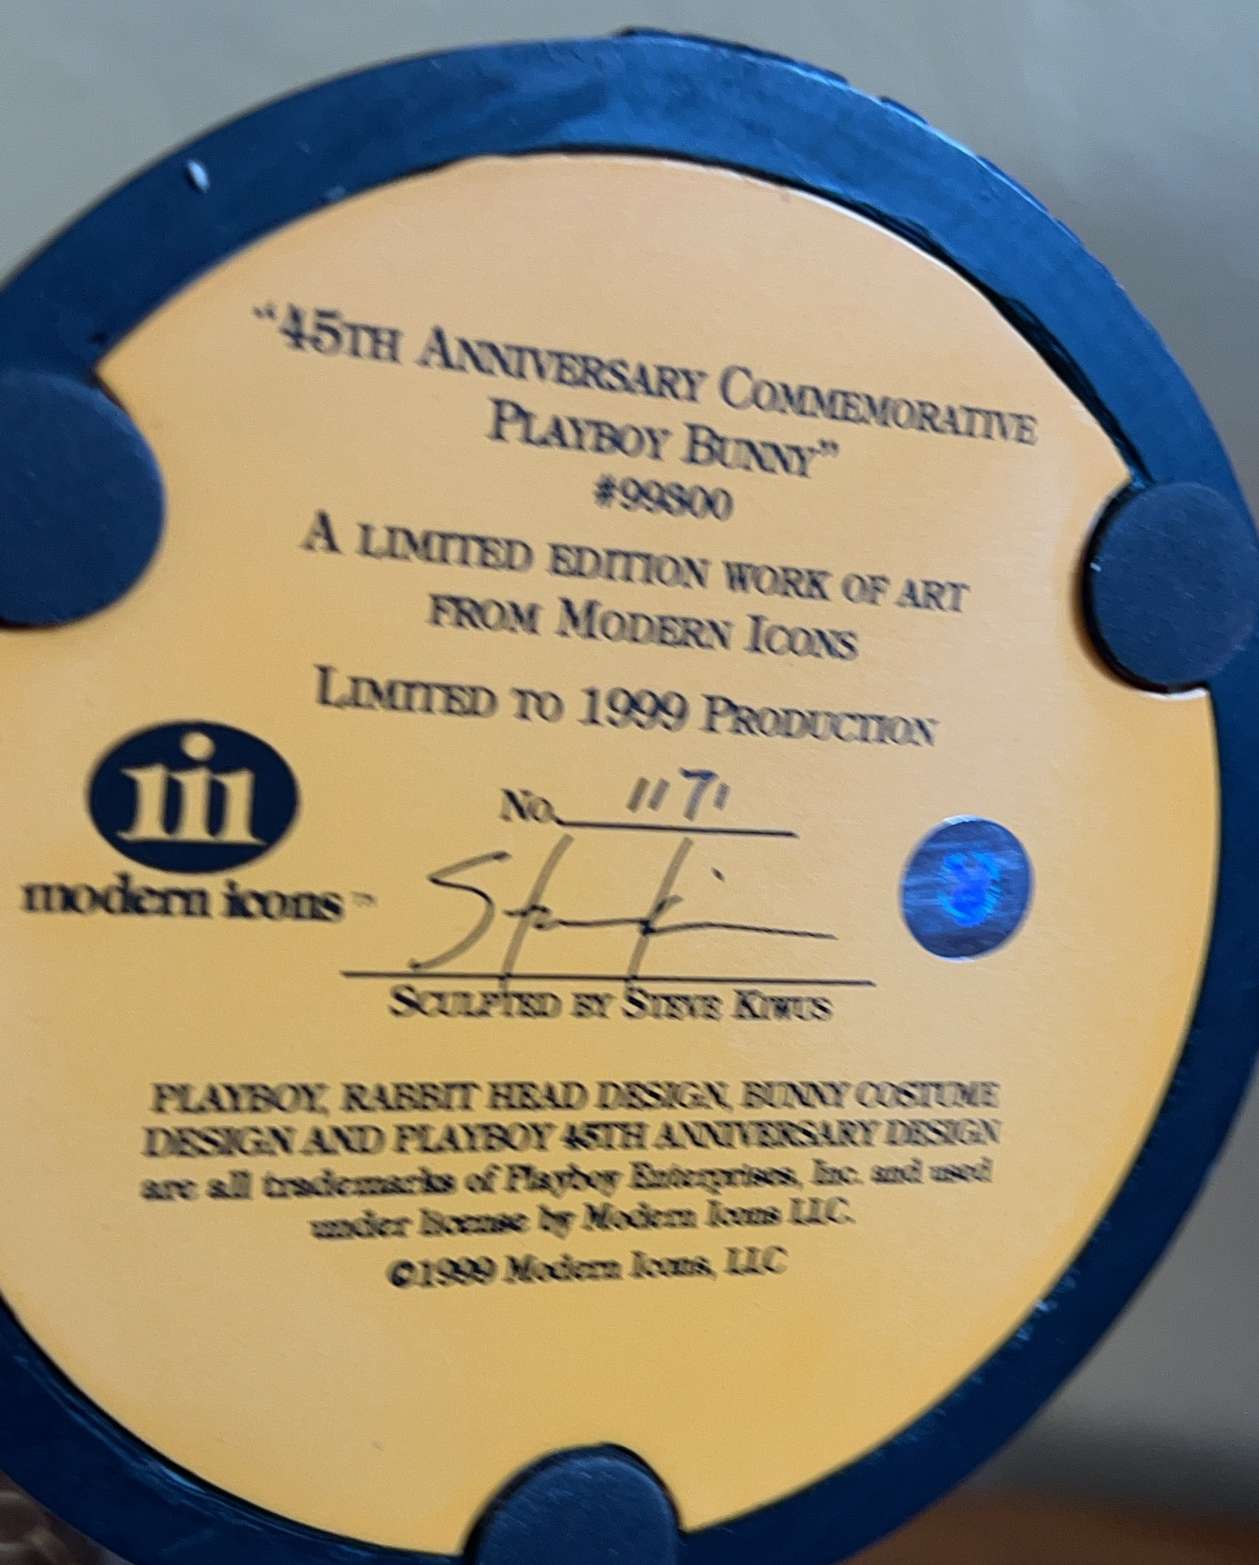 “45TH ANNIVERSARY COMMEMORATIVE
PLAYBOY BUNNY”
#99800
A LIMITED EDITION WORK OF ART
FROM MODERN ICONS
LIMITED TO 1999 PRODUCTION
No. 1171
modern icons™
SCULPTED BY STEVE KIWUS
PLAYBOY, RABBIT HEAD DESIGN, BUNNY COSTUME
DESIGN AND PLAYBOY 45TH ANNIVERSARY DESIGN
are all trademarks of Playboy Enterprises, Inc. and used
under license by Modern Icons LLC.
©1999 Modern Icons, LLC